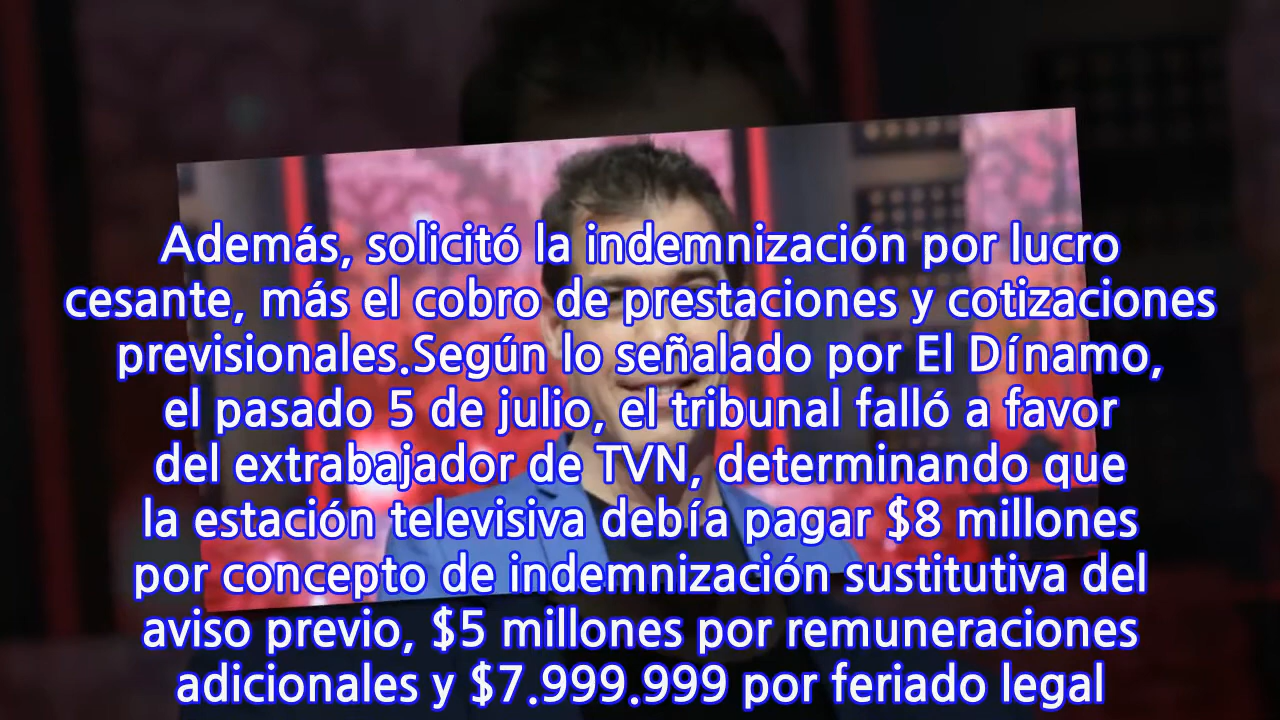 Además, solicitó la indemnización por lucro
cesante, más el cobro de prestaciones y cotizaciones
previsionales.Según lo señalado por El Dínamo,
el pasado 5 de julio, el tribunal falló a favor
del extrabajador de TVN, determinando que
la estación televisiva debía pagar $8 millones
por concepto de indemnización sustitutiva del
aviso previo, $5 millones por remuneraciones
adicionales y $7.999.999 por feriado legal